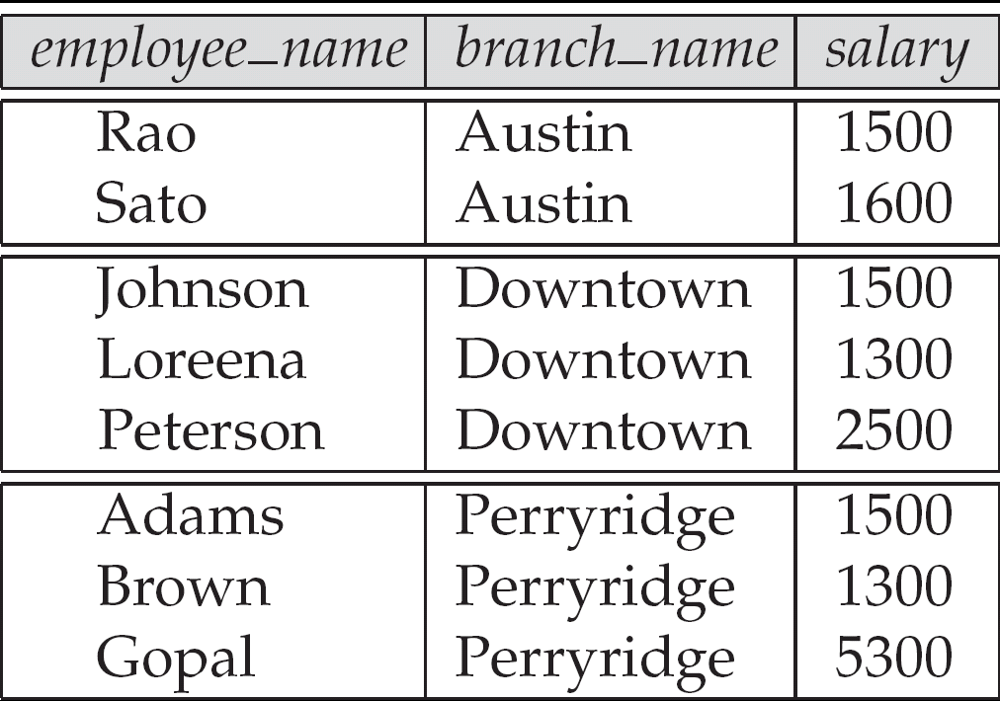 employee_name branch_name salary
Rao Austin 1500
Sato Austin 1600
Johnson Downtown 1500
Loreena Downtown 1300
Peterson Downtown 2500
Adams Perryridge 1500
Brown Perryridge 1300
Gopal Perryridge 5300